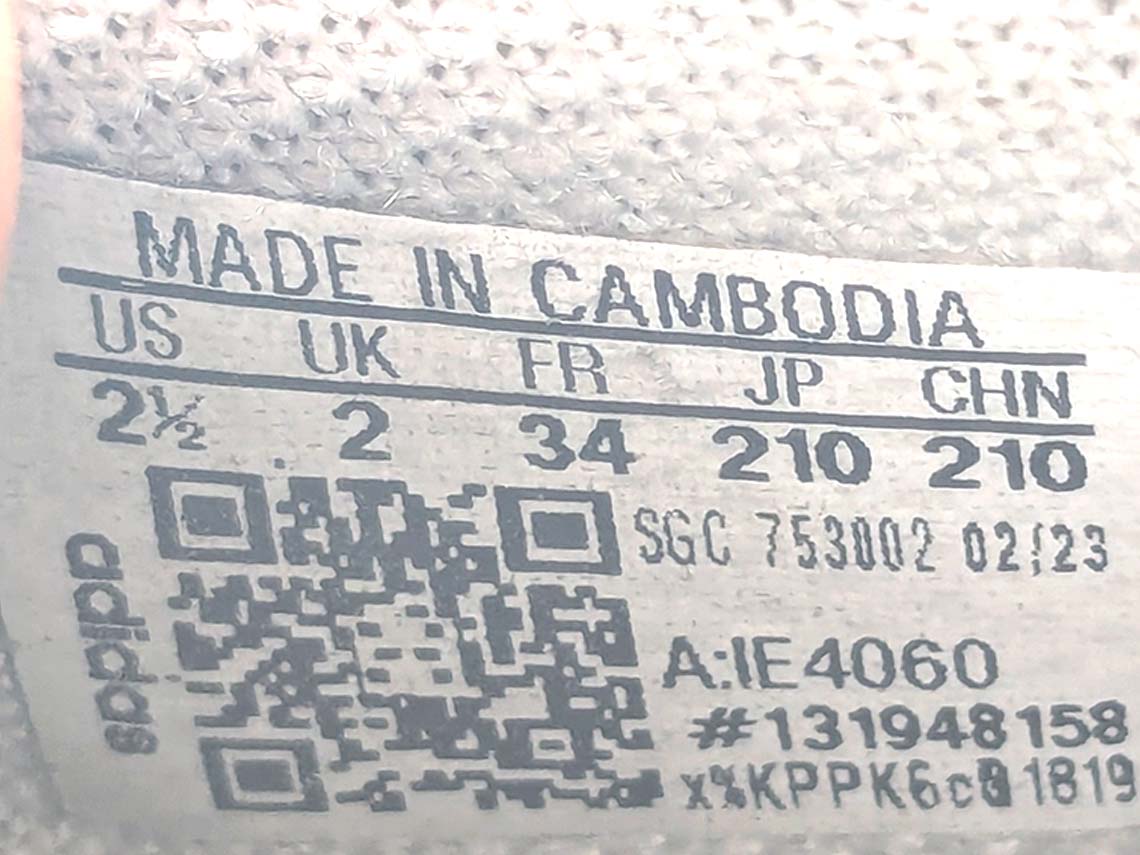 MADE IN CAMBODIA
US UK FR JP CHN
2½ 2 34 210 210
SGC 753002 02/23
adidas
A:IE4060
#131948158